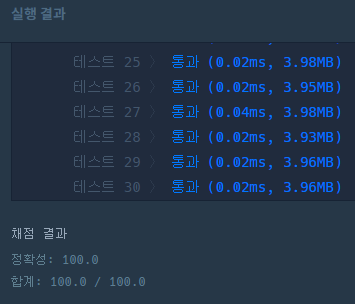 실행 결과
테스트 25 〉 통과 (0.02ms, 3.98MB)
테스트 26 〉 통과 (0.02ms, 3.95MB)
테스트 27 〉 통과 (0.04ms, 3.98MB)
테스트 28 〉 통과 (0.02ms, 3.93MB)
테스트 29 〉 통과 (0.02ms, 3.96MB)
테스트 30 〉 통과 (0.02ms, 3.96MB)
채점 결과
정확성: 100.0
합계: 100.0 / 100.0